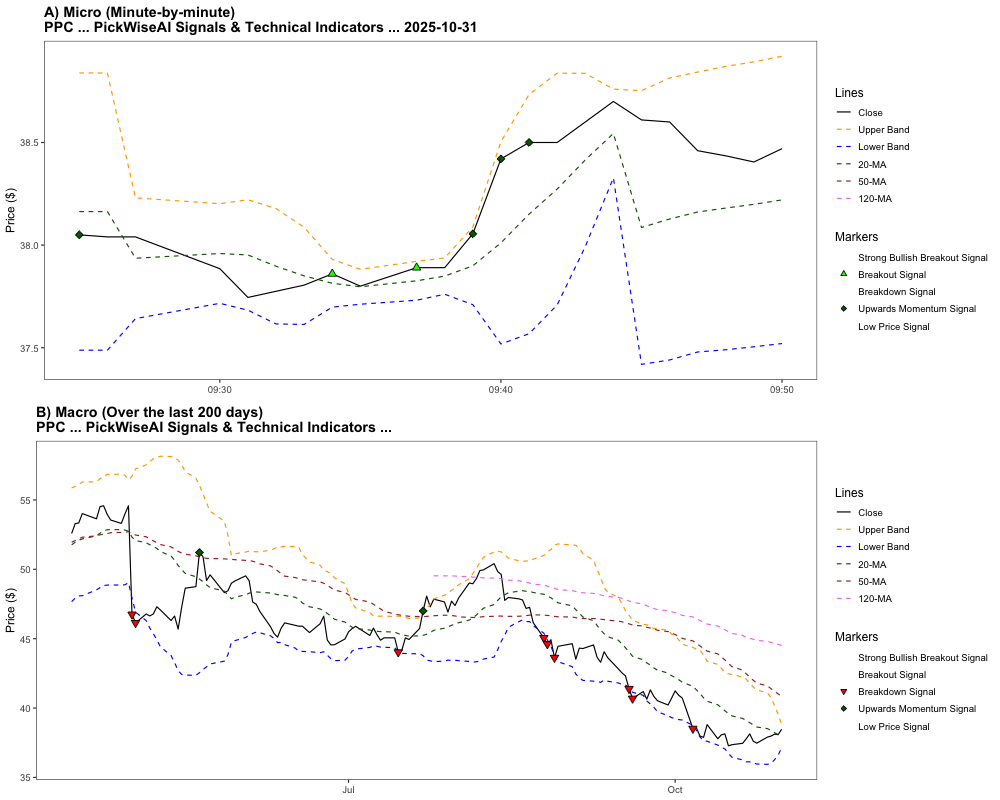 A) Micro (Minute-by-minute)
PPC ... PickWiseAI Signals & Technical Indicators ... 2025-10-31
Price ($)
38.5
38.0
37.5
09:30
09:40
09:50
Lines
Close
Upper Band
Lower Band
20-MA
50-MA
120-MA
Markers
Strong Bullish Breakout Signal
Breakout Signal
Breakdown Signal
Upwards Momentum Signal
Low Price Signal
B) Macro (Over the last 200 days)
PPC ... PickWiseAI Signals & Technical Indicators ...
Price ($)
55
50
45
40
35
Jul
Oct
Lines
Close
Upper Band
Lower Band
20-MA
50-MA
120-MA
Markers
Strong Bullish Breakout Signal
Breakout Signal
Breakdown Signal
Upwards Momentum Signal
Low Price Signal